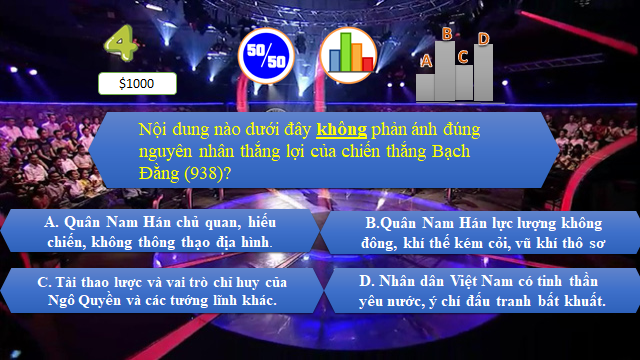 4
50/50
B
D
A
C
$1000
Nội dung nào dưới đây không phản ánh đúng
nguyên nhân thắng lợi của chiến thắng Bạch
Đằng (938)?
A. Quân Nam Hán chủ quan, hiếu
chiến, không thông thạo địa hình.
B.Quân Nam Hán lực lượng không
đông, khí thế kém cỏi, vũ khí thô sơ
C. Tài thao lược và vai trò chỉ huy của
Ngô Quyền và các tướng lĩnh khác.
D. Nhân dân Việt Nam có tinh thần
yêu nước, ý chí đấu tranh bất khuất.